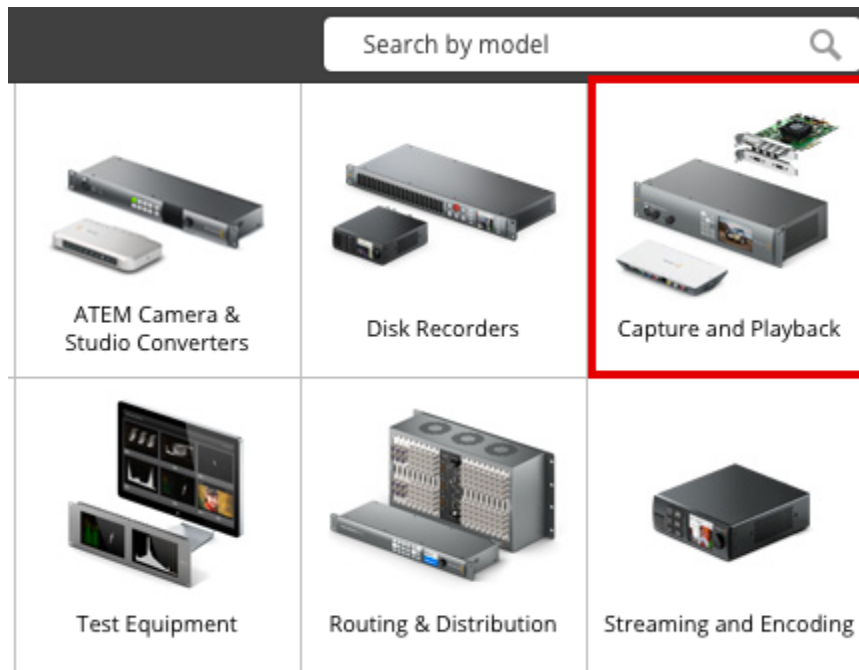 Search by model
ATEM Camera &
Studio Converters
Disk Recorders
Capture and Playback
Test Equipment
Routing & Distribution
Streaming and Encoding